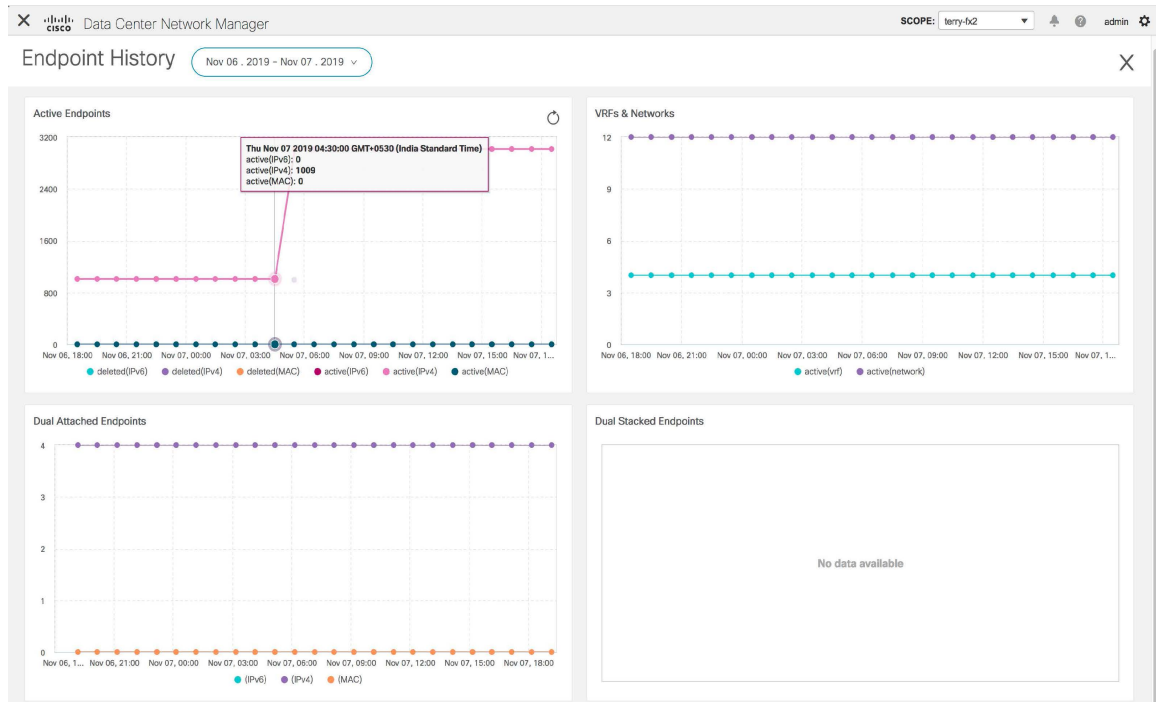 cisco Data Center Network Manager SCOPE: terry-fx2 admin
Endpoint History Nov 06 . 2019 - Nov 07 . 2019
Active Endpoints
3200
2400
1600
800
0
Thu Nov 07 2019 04:30:00 GMT+0530 (India Standard Time)
active(IPv6): 0
active(IPv4): 1009
active(MAC): 0
Nov 06, 18:00 Nov 06, 21:00 Nov 07, 00:00 Nov 07, 03:00 Nov 07, 06:00 Nov 07, 09:00 Nov 07, 12:00 Nov 07, 15:00 Nov 07, 1...
deleted(IPv6) deleted(IPv4) deleted(MAC) active(IPv6) active(IPv4) active(MAC)
VRFs & Networks
12
9
6
3
0
Nov 06, 18:00 Nov 06, 21:00 Nov 07, 00:00 Nov 07, 03:00 Nov 07, 06:00 Nov 07, 09:00 Nov 07, 12:00 Nov 07, 15:00 Nov 07, 1...
active(vrf) active(network)
Dual Attached Endpoints
4
3
2
1
0
Nov 06, 1... Nov 06, 21:00 Nov 07, 00:00 Nov 07, 03:00 Nov 07, 06:00 Nov 07, 09:00 Nov 07, 12:00 Nov 07, 15:00 Nov 07, 18:00
(IPv6) (IPv4) (MAC)
Dual Stacked Endpoints
No data available